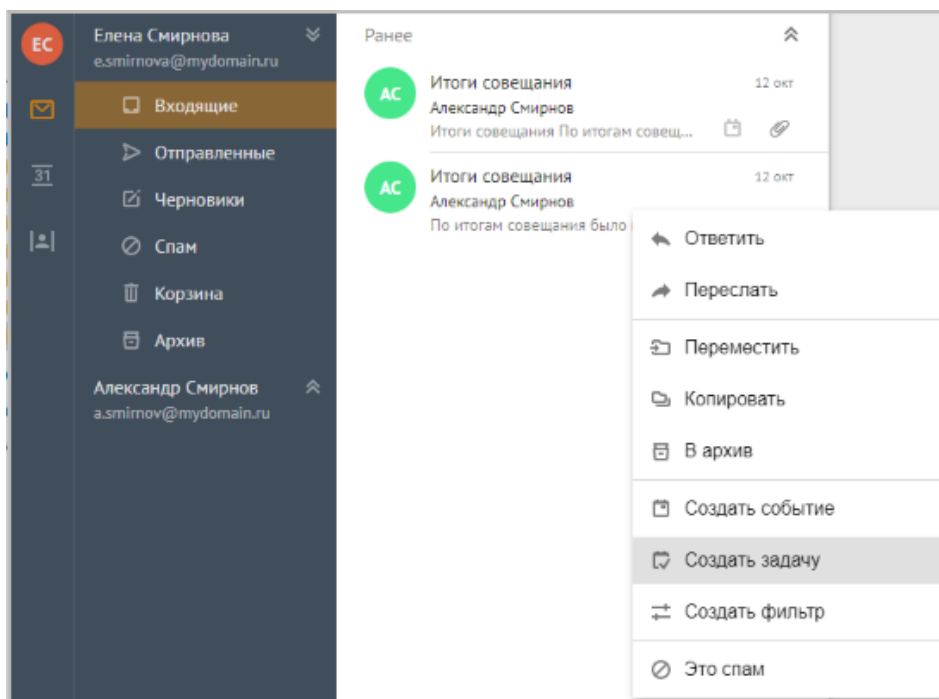 ЕС
Елена Смирнова
e.smirnova@mydomain.ru
31
Входящие
Отправленные
Черновики
Спам
Корзина
Архив
Александр Смирнов
a.smirnov@mydomain.ru
Ранее
АС
Итоги совещания
12 окт
Александр Смирнов
Итоги совещания По итогам совещ...
АС
Итоги совещания
12 окт
Александр Смирнов
По итогам совещания было
Ответить
Переслать
Переместить
Копировать
В архив
Создать событие
Создать задачу
Создать фильтр
Это спам